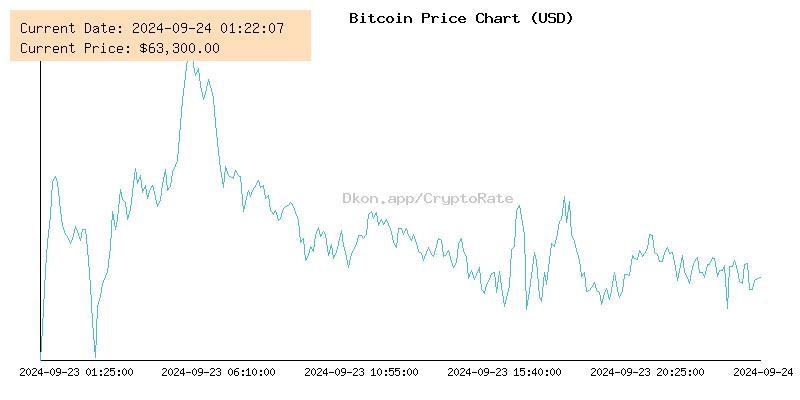 Bitcoin Price Chart (USD)
Current Date: 2024-09-24 01:22:07
Current Price: $63,300.00
Dkon.app/CryptoRate
2024-09-23 01:25:00 2024-09-23 06:10:00 2024-09-23 10:55:00 2024-09-23 15:40:00 2024-09-23 20:25:00 2024-09-24